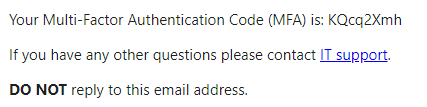 Your Multi-Factor Authentication Code (MFA) is: KQcq2Xmh
If you have any other questions please contact IT support.
DO NOT reply to this email address.